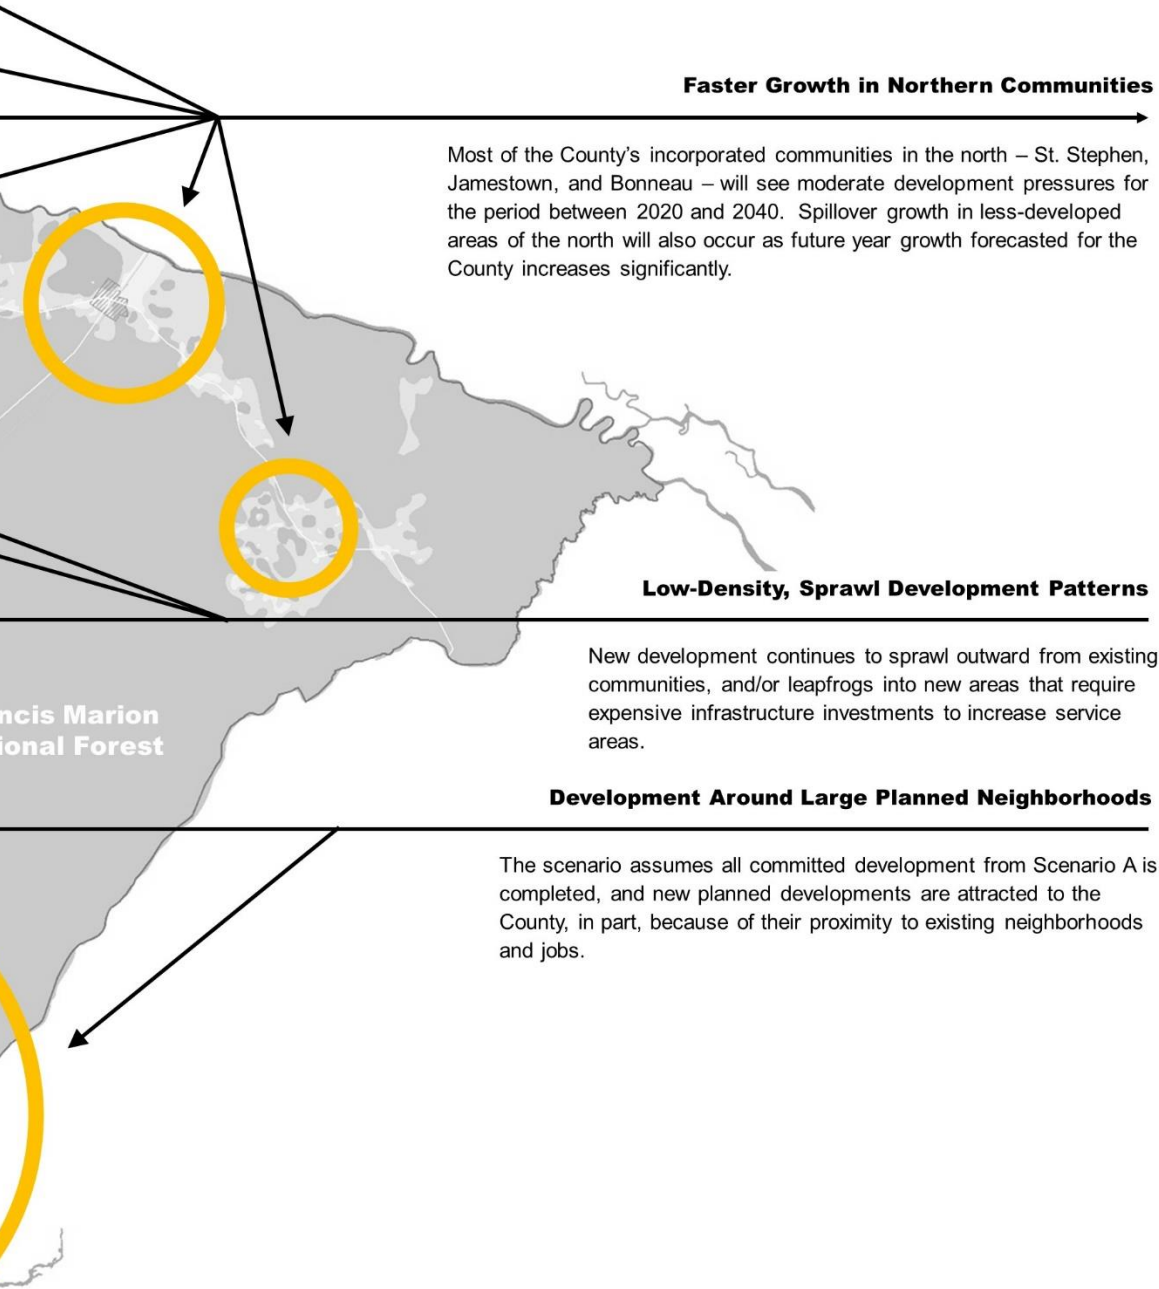 Faster Growth in Northern Communities
Most of the County's incorporated communities in the north – St. Stephen,
Jamestown, and Bonneau – will see moderate development pressures for
the period between 2020 and 2040. Spillover growth in less-developed
areas of the north will also occur as future year growth forecasted for the
County increases significantly.
Low-Density, Sprawl Development Patterns
New development continues to sprawl outward from existing
communities, and/or leapfrogs into new areas that require
expensive infrastructure investments to increase service
areas.
ncis Marion
ional Forest
Development Around Large Planned Neighborhoods
The scenario assumes all committed development from Scenario A is
completed, and new planned developments are attracted to the
County, in part, because of their proximity to existing neighborhoods
and jobs.